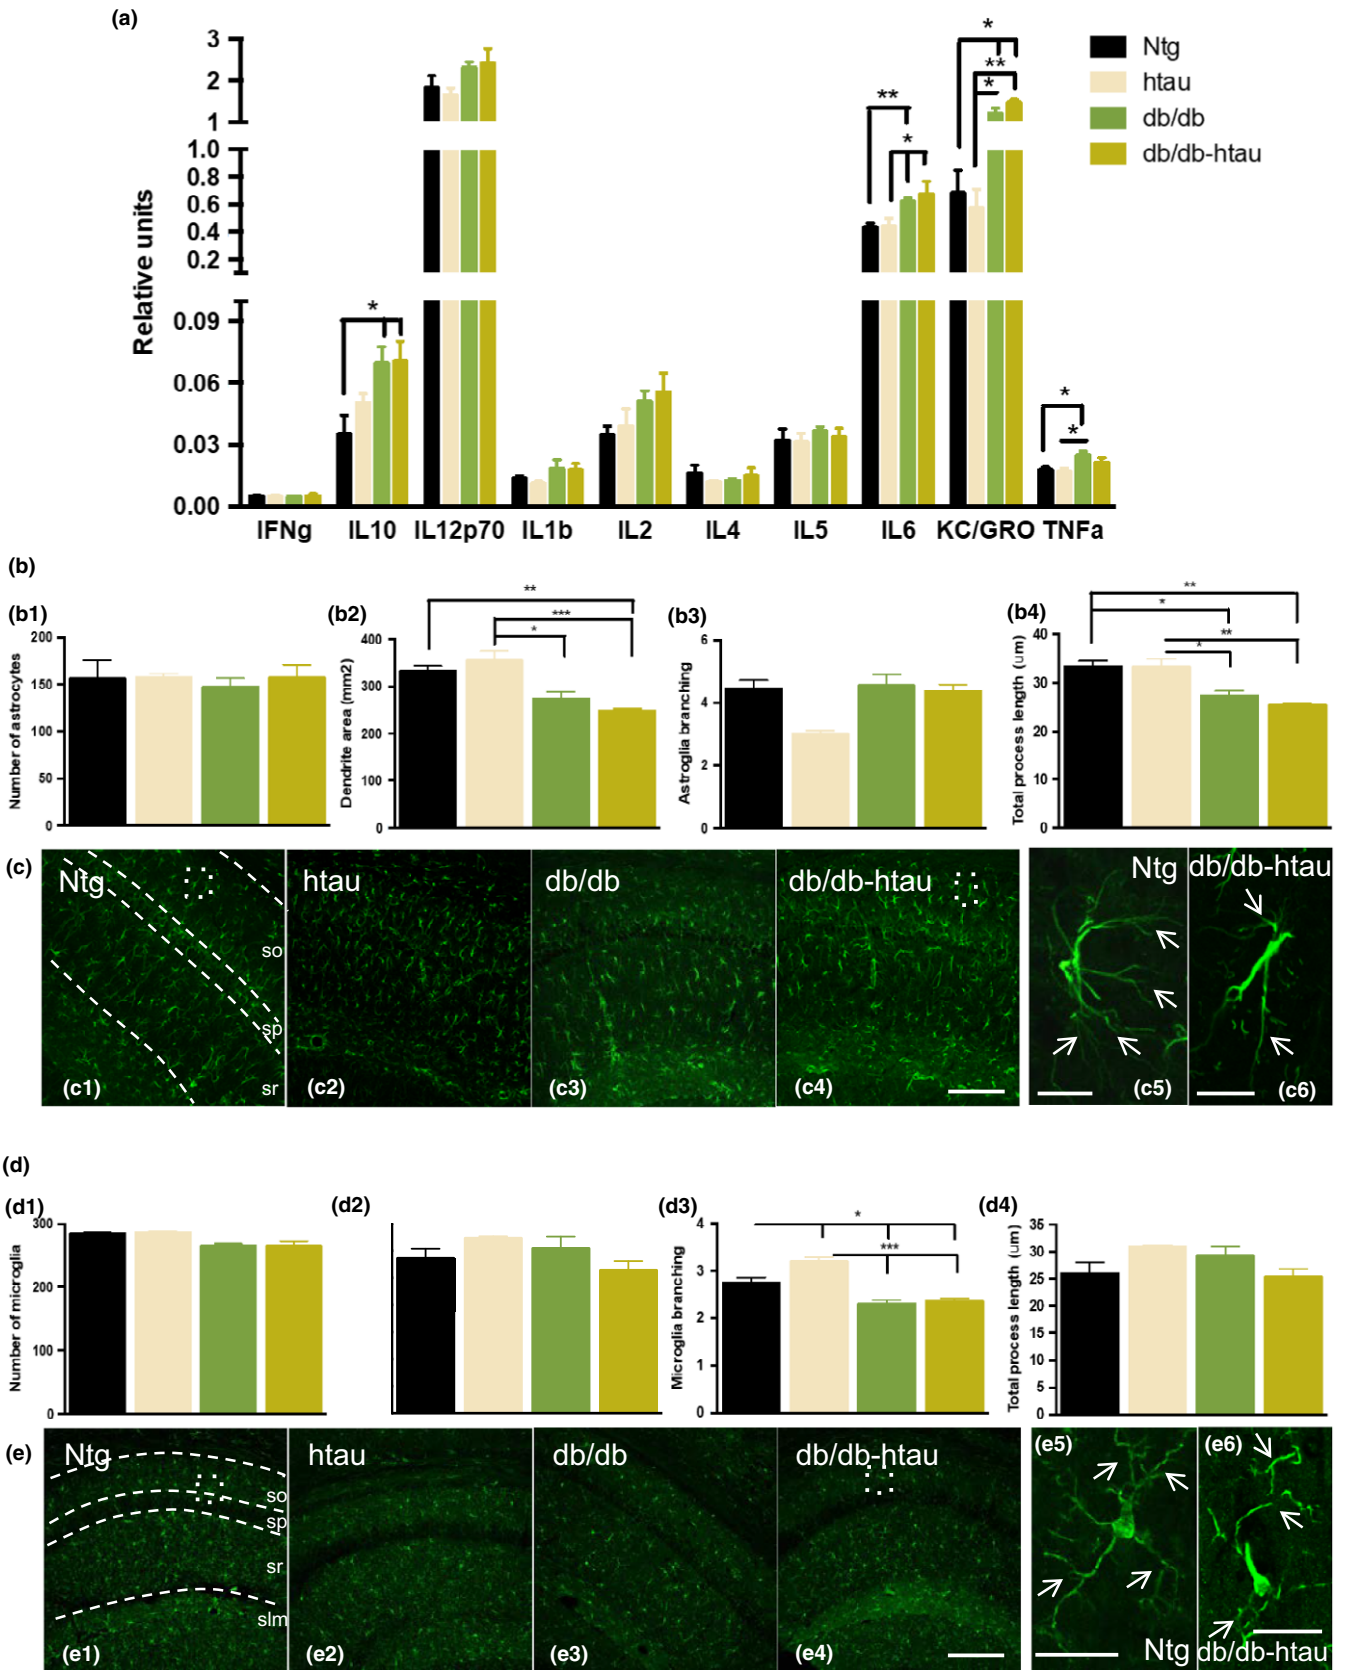 (a)
3
2
1
1.0
0.8
0.6
0.4
0.2
0.09
0.06
0.03
0.00
Relative units
*
**
*
*
**
*
*
*
Ntg
htau
db/db
db/db-htau
IFNg IL10 IL12p70 IL1b IL2 IL4 IL5 IL6 KC/GRO TNFa
(b)
(b1)
200
150
100
50
0
Number of astrocytes
(b2)
400
300
200
100
0
Dendrite area (mm2)
**
***
*
(b3)
6
4
2
0
Astroglia branching
(b4)
40
30
20
10
0
Total process length (um)
**
*
**
*
(c)
Ntg
so
sp
sr
(c1)
htau
(c2)
db/db
(c3)
db/db-htau
(c4)
Ntg
(c5)
db/db-htau
(c6)
(d)
(d1)
300
200
100
0
Number of microglia
(d2)
(d3)
4
3
2
1
0
Microglia branching
*
***
(d4)
35
30
25
20
15
10
5
0
Total process length (um)
(e)
Ntg
so
sp
sr
slm
(e1)
htau
(e2)
db/db
(e3)
db/db-htau
(e4)
(e5)
Ntg
(e6)
db/db-htau